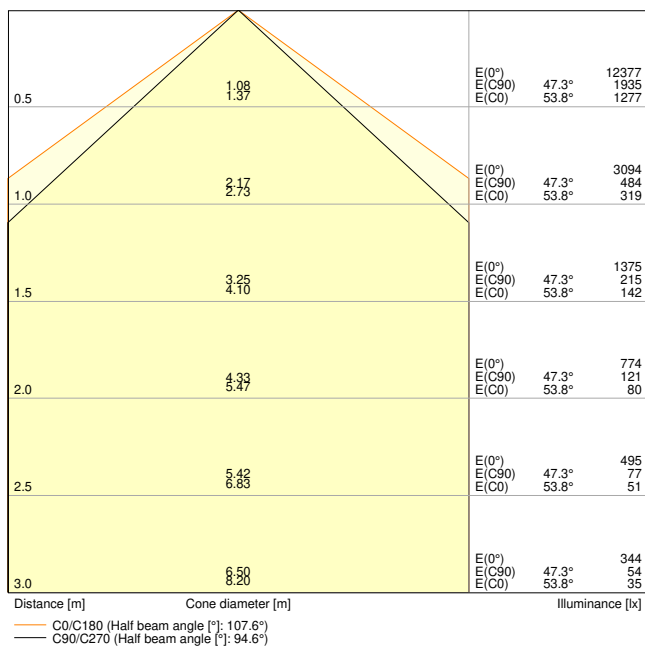 E(0°) 12377
1.08 E(C90) 47.3° 1935
0.5 1.37 E(C0) 53.8° 1277
E(0°) 3094
2.17 E(C90) 47.3° 484
1.0 2.73 E(C0) 53.8° 319
E(0°) 1375
3.25 E(C90) 47.3° 215
1.5 4.10 E(C0) 53.8° 142
E(0°) 774
4.33 E(C90) 47.3° 121
2.0 5.47 E(C0) 53.8° 80
E(0°) 495
5.42 E(C90) 47.3° 77
2.5 6.83 E(C0) 53.8° 51
E(0°) 344
6.50 E(C90) 47.3° 54
3.0 8.20 E(C0) 53.8° 35
Distance [m] Cone diameter [m] Illuminance [lx]
C0/C180 (Half beam angle [°]: 107.6°)
C90/C270 (Half beam angle [°]: 94.6°)